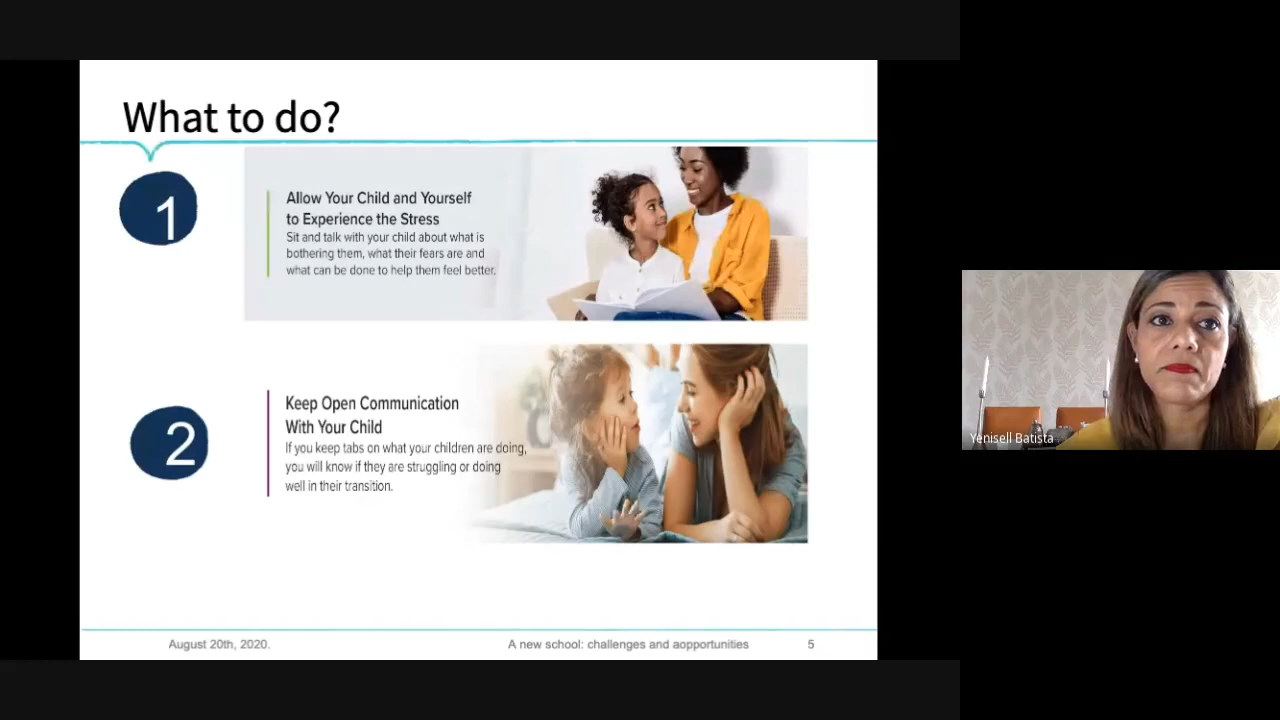 What to do?
1
Allow Your Child and Yourself
to Experience the Stress
Sit and talk with your child about what is
bothering them, what their fears are and
what can be done to help them feel better.
2
Keep Open Communication
With Your Child
If you keep tabs on what your children are doing,
you will know if they are struggling or doing
well in their transition.
August 20th, 2020.
A new school: challenges and aopportunities
5
Yenisell Batista